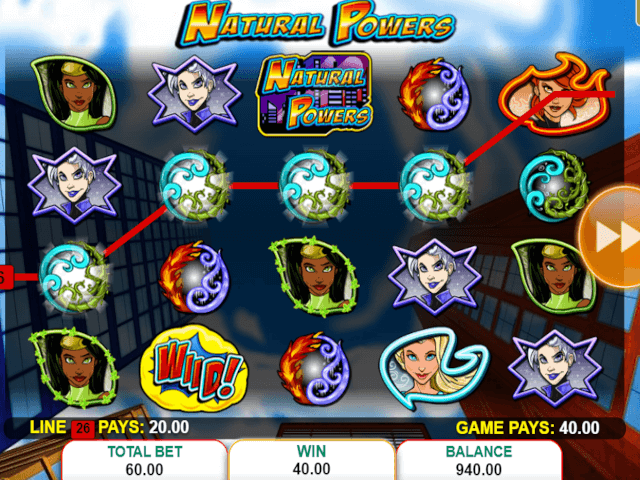 NATURAL POWERS
NATURAL
POWERS
6
WILD!
LINE 26 PAYS: 20.00
GAME PAYS: 40.00
TOTAL BET
60.00
WIN
40.00
BALANCE
940.00